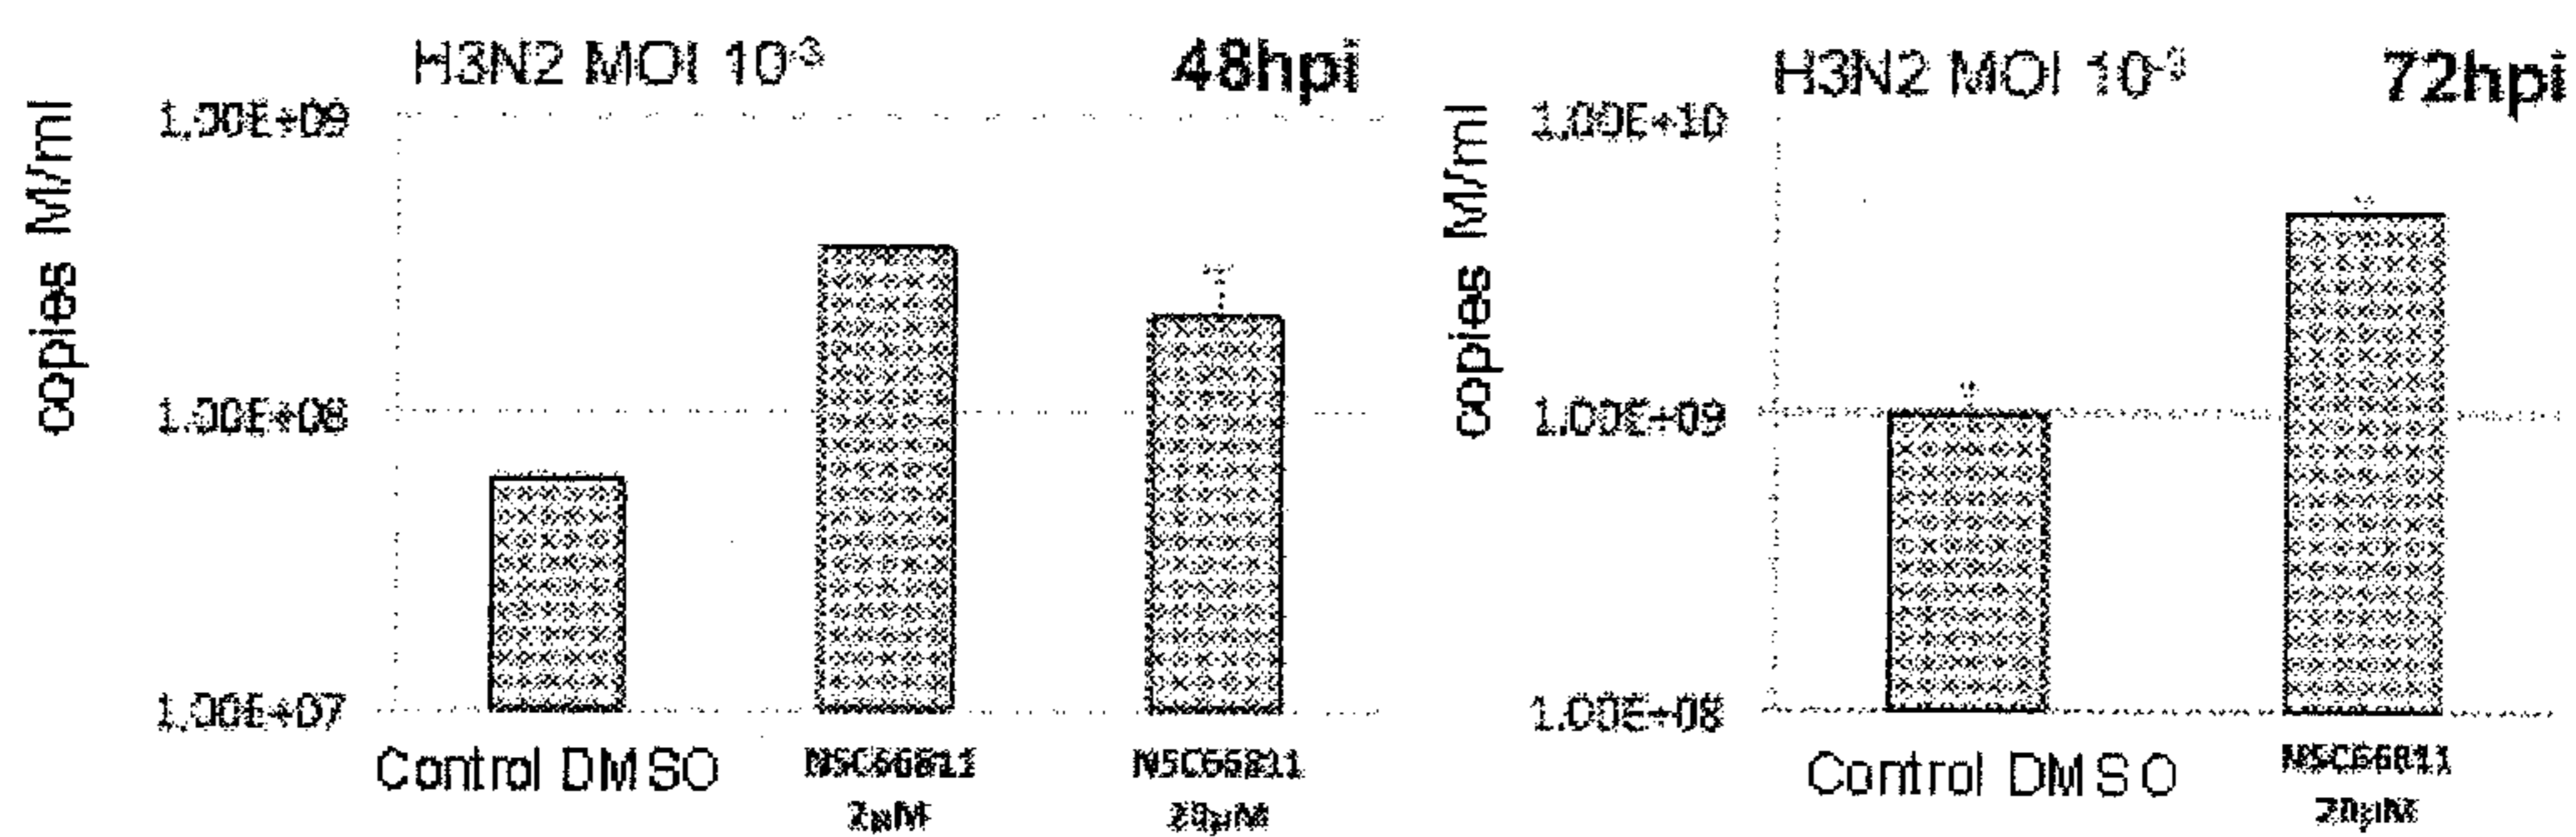 H3N2 MOI 10-3
48hpi
copies M/ml
1.00E+09
1.00E+08
1.00E+07
Control DMSO
NSC66811
2µM
NSC66811
20µM
H3N2 MOI 10-3
72hpi
copies M/ml
1.00E+10
1.00E+09
1.00E+08
Control DMSO
NSC66811
20µM